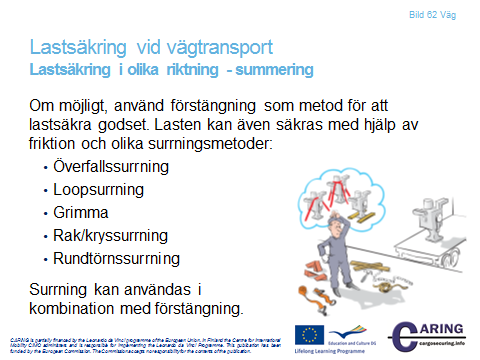 Bild 62 Väg
Lastsäkring vid vägtransport
Lastsäkring i olika riktning - summering
Om möjligt, använd förstängning som metod för att
lastsäkra godset. Lasten kan även säkras med hjälp av
friktion och olika surrningsmetoder:
• Överfallssurrning
• Loopsurrning
• Grimma
• Rak/kryssurrning
• Rundtörnssurrning
Surrning kan användas i
kombination med förstängning.
CARING is partially financed by the Leonardo da Vinci programme of the European Union. In Finland the Centre for International
Mobility CIMO administers and is responsible for implementing the Leonardo da Vinci Programme. This publication has been
funded by the European Commission. The Commission accepts no responsibility for the contents of the publication.
Education and Culture DG
Lifelong Learning Programme
CARING
cargosecuring.info